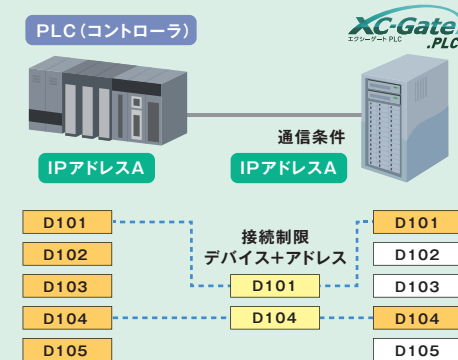 PLC（コントローラ）
XC-Gate
エクシーゲート PLC
.PLC
通信条件
IPアドレスA
IPアドレスA
D101
D101
D102
接続制限
デバイス+アドレス
D102
D103
D101
D103
D104
D104
D104
D105
D105